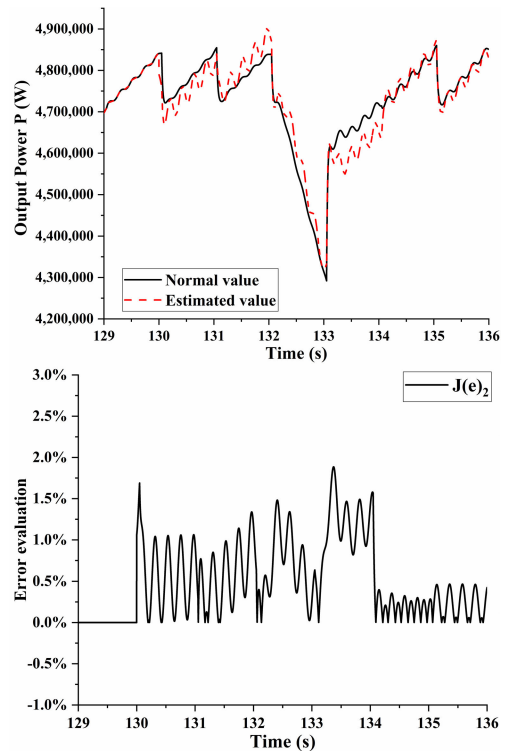 Output Power P (W)
4,900,000
4,800,000
4,700,000
4,600,000
4,500,000
4,400,000
4,300,000
4,200,000
Normal value
Estimated value
129 130 131 132 133 134 135 136
Time (s)
Error evaluation
3.0%
2.5%
2.0%
1.5%
1.0%
0.5%
0.0%
-0.5%
-1.0%
J(e)₂
129 130 131 132 133 134 135 136
Time (s)